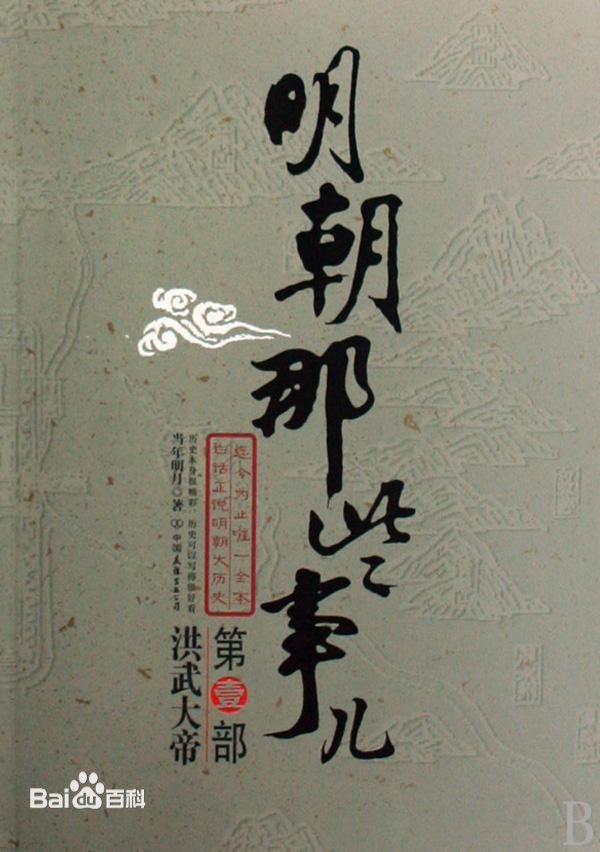 明朝那些事儿
迄今为止唯一全本
白话正说明朝大历史
历史本身很精彩，历史可以写得很好看
当年明月◎著
中国友谊出版公司
第壹部
洪武大帝
Bai du 百科
B